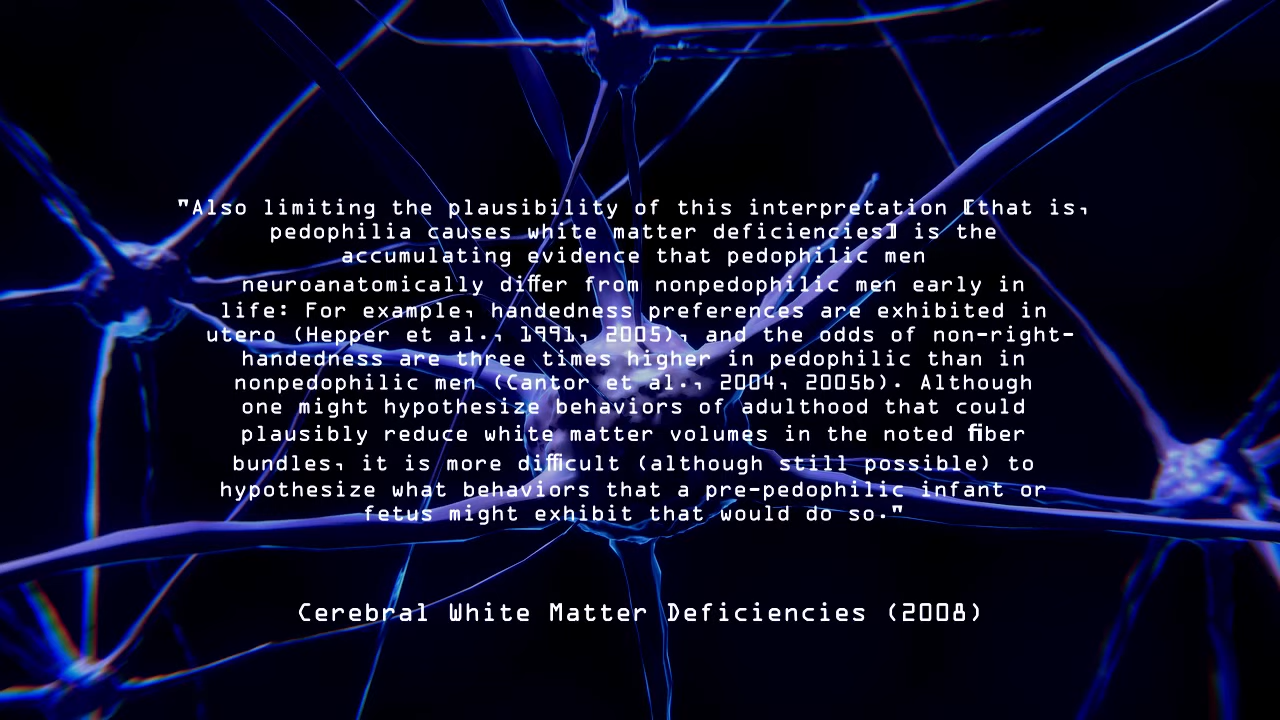 "Also limiting the plausibility of this interpretation [that is,
pedophilia causes white matter deficiencies] is the
accumulating evidence that pedophilic men
neuroanatomically differ from nonpedophilic men early in
life: For example, handedness preferences are exhibited in
utero (Hepper et al., 1991, 2005), and the odds of non-right-
handedness are three times higher in pedophilic than in
nonpedophilic men (Cantor et al., 2004, 2005b). Although
one might hypothesize behaviors of adulthood that could
plausibly reduce white matter volumes in the noted fiber
bundles, it is more difficult (although still possible) to
hypothesize what behaviors that a pre-pedophilic infant or
fetus might exhibit that would do so."
Cerebral White Matter Deficiencies (2008)